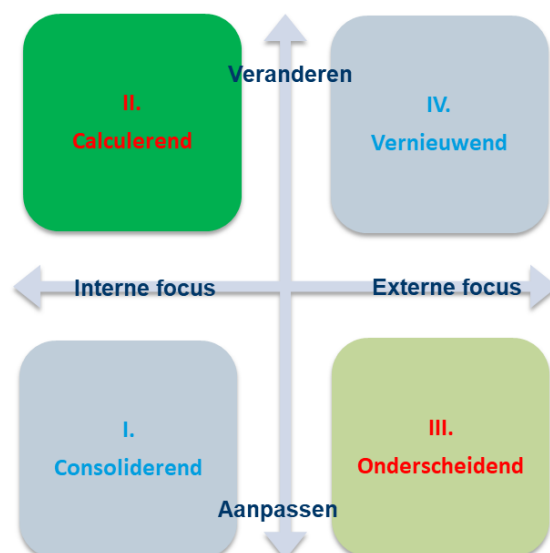 Veranderen
II.
Calculerend
IV.
Vernieuwend
Interne focus
Externe focus
I.
Consoliderend
III.
Onderscheidend
Aanpassen